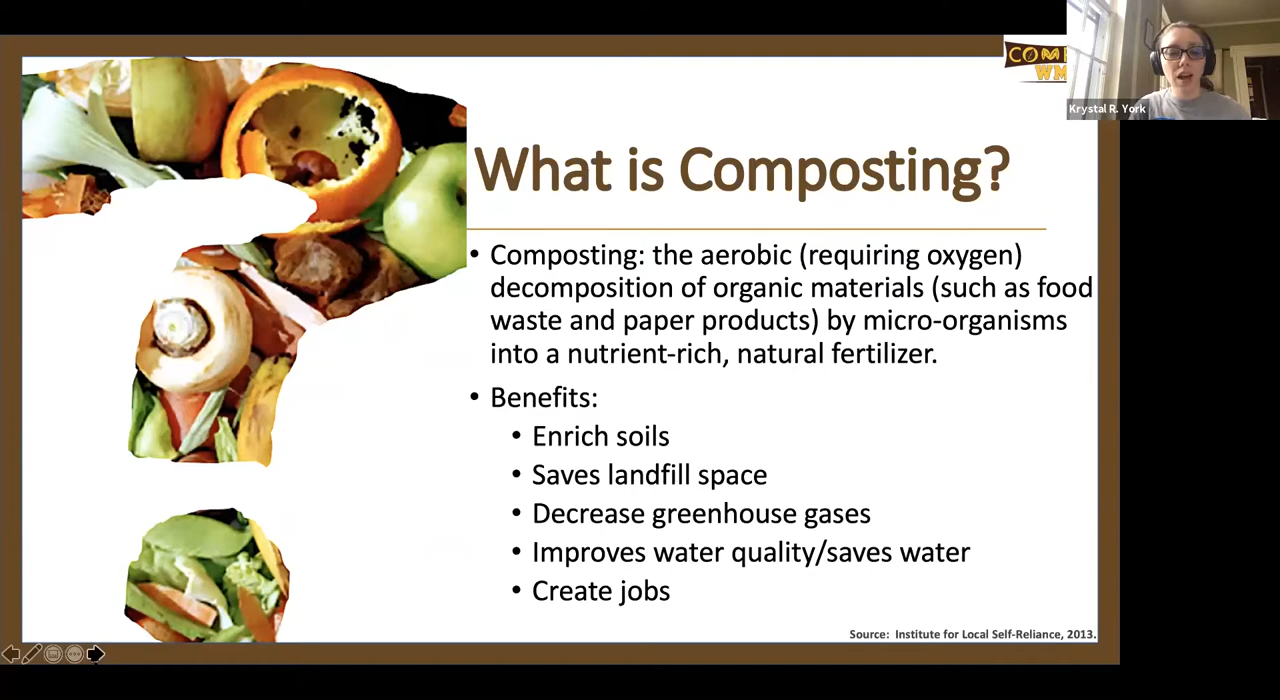 COM
WM
Krystal R. York
What is Composting?
• Composting: the aerobic (requiring oxygen)
decomposition of organic materials (such as food
waste and paper products) by micro-organisms
into a nutrient-rich, natural fertilizer.
• Benefits:
• Enrich soils
• Saves landfill space
• Decrease greenhouse gases
• Improves water quality/saves water
• Create jobs
Source: Institute for Local Self-Reliance, 2013.